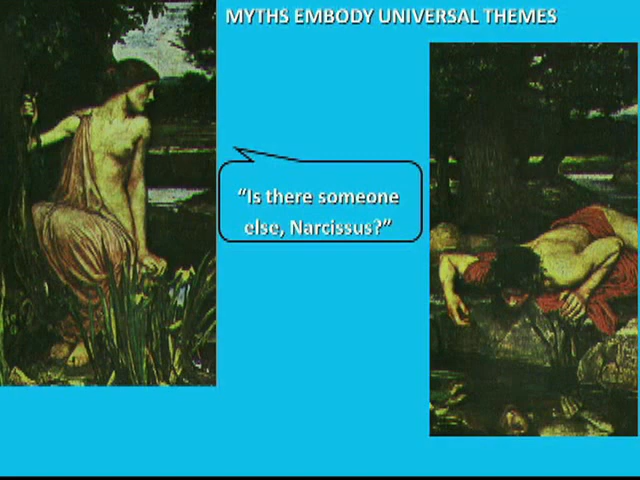 MYTHS EMBODY UNIVERSAL THEMES
“Is there someone
else, Narcissus?”